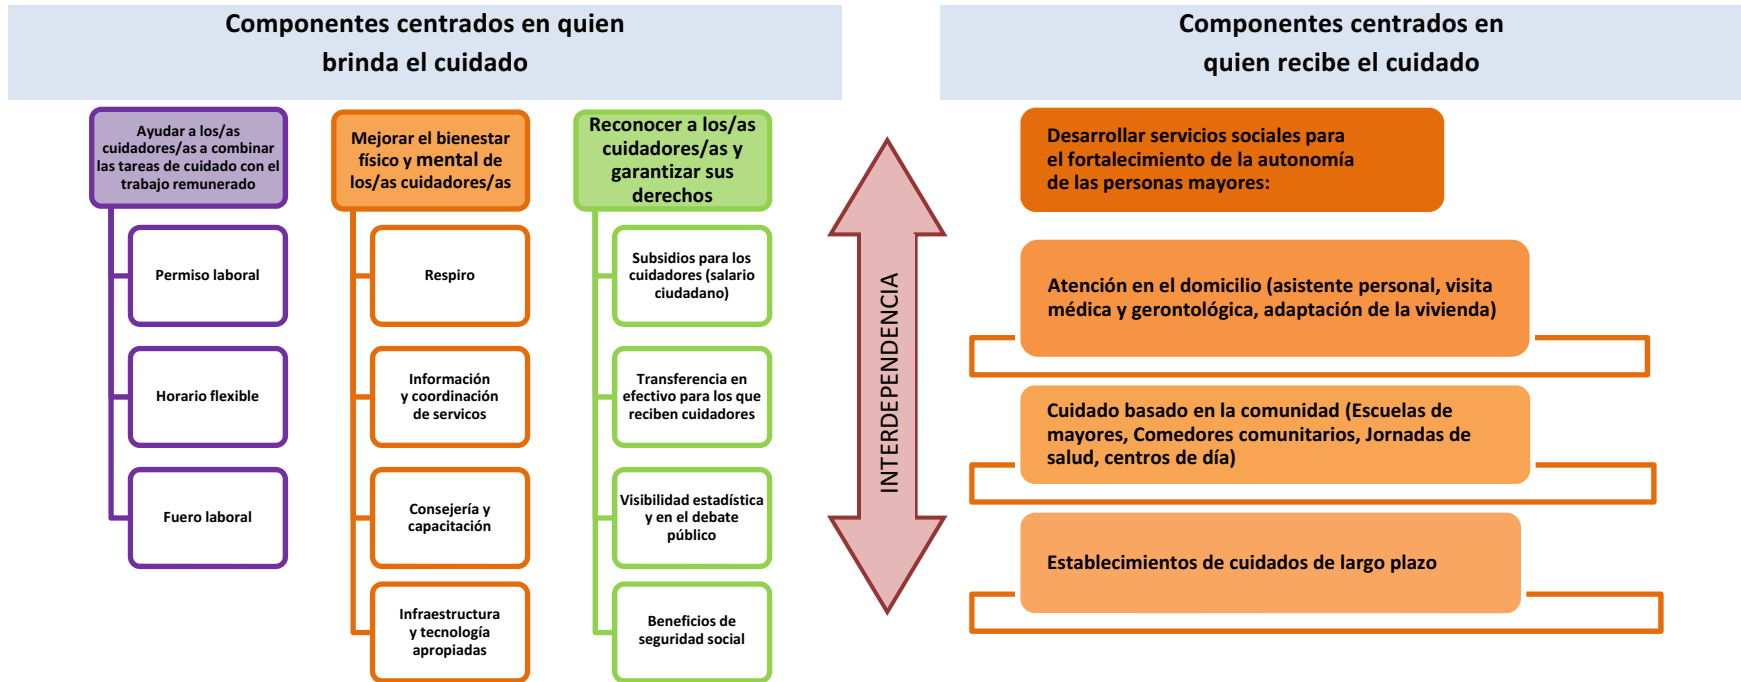 Componentes centrados en quien
brinda el cuidado
Ayudar a los/as
cuidadores/as a combinar
las tareas de cuidado con el
trabajo remunerado
Permiso laboral
Horario flexible
Fuero laboral
Mejorar el bienestar
físico y mental de
los/as cuidadores/as
Respiro
Información
y coordinación
de servicos
Consejería y
capacitación
Infraestructura
y tecnología
apropiadas
Reconocer a los/as
cuidadores/as y
garantizar sus
derechos
Subsidios para los
cuidadores (salario
ciudadano)
Transferencia en
efectivo para los que
reciben cuidadores
Visibilidad estadística
y en el debate
público
Beneficios de
seguridad social
INTERDEPENDENCIA
Componentes centrados en
quien recibe el cuidado
Desarrollar servicios sociales para
el fortalecimiento de la autonomía
de las personas mayores:
Atención en el domicilio (asistente personal, visita
médica y gerontológica, adaptación de la vivienda)
Cuidado basado en la comunidad (Escuelas de
mayores, Comedores comunitarios, Jornadas de
salud, centros de día)
Establecimientos de cuidados de largo plazo